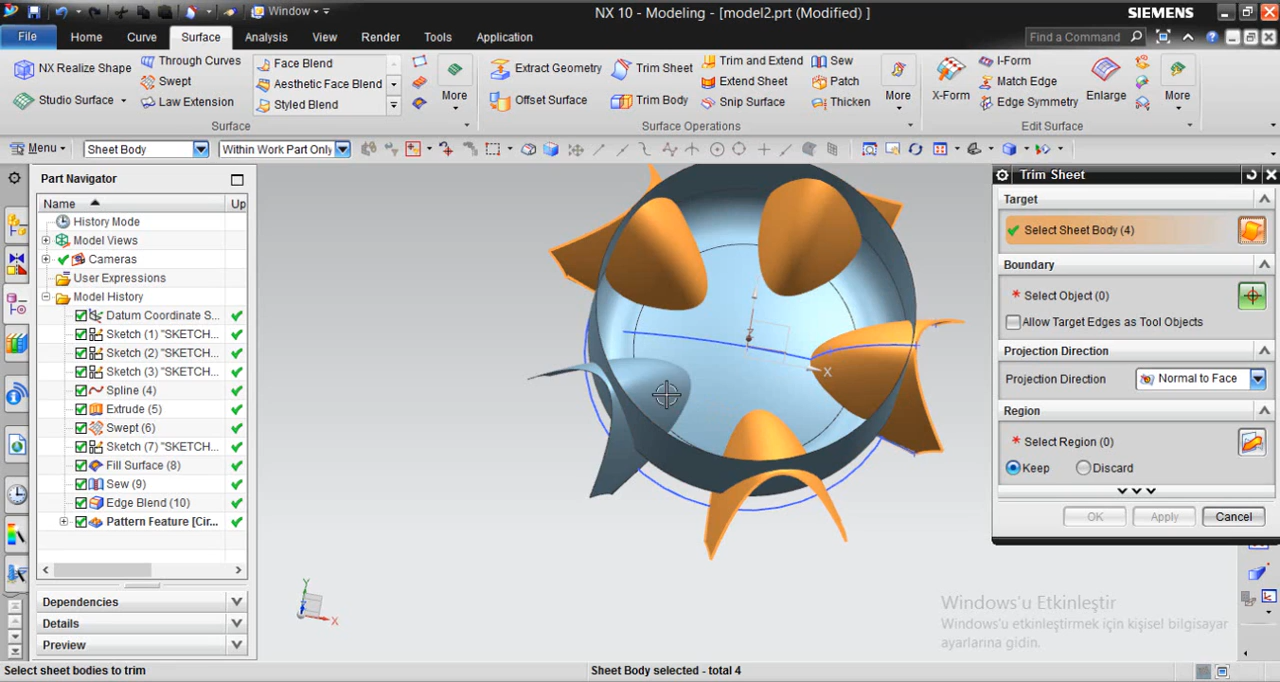 Window
NX 10 - Modeling - [model2.prt (Modified) ]
SIEMENS
File
Home
Curve
Surface
Analysis
View
Render
Tools
Application
Find a Command
NX Realize Shape
Through Curves
Face Blend
Extract Geometry
Trim Sheet
Trim and Extend
Sew
I-Form
Swept
Aesthetic Face Blend
Extend Sheet
Patch
Match Edge
Studio Surface
Law Extension
Styled Blend
More
Offset Surface
Trim Body
Snip Surface
Thicken
More
X-Form
Edge Symmetry
Enlarge
More
Surface
Surface Operations
Edit Surface
Menu
Sheet Body
Within Work Part Only
Part Navigator
Name
Up
History Mode
Model Views
Cameras
User Expressions
Model History
Datum Coordinate S...
Sketch (1) "SKETCH...
Sketch (2) "SKETCH...
Sketch (3) "SKETCH...
Spline (4)
Extrude (5)
Swept (6)
Sketch (7) "SKETCH...
Fill Surface (8)
Sew (9)
Edge Blend (10)
Pattern Feature [Cir...
Dependencies
Details
Preview
Z
X
Y
X
Trim Sheet
Target
Select Sheet Body (4)
Boundary
* Select Object (0)
Allow Target Edges as Tool Objects
Projection Direction
Projection Direction
Normal to Face
Region
* Select Region (0)
Keep
Discard
OK
Apply
Cancel
Windows'u Etkinleştir
Windows'u etkinleştirmek için kişisel bilgisayar
ayarlarına gidin.
Select sheet bodies to trim
Sheet Body selected - total 4